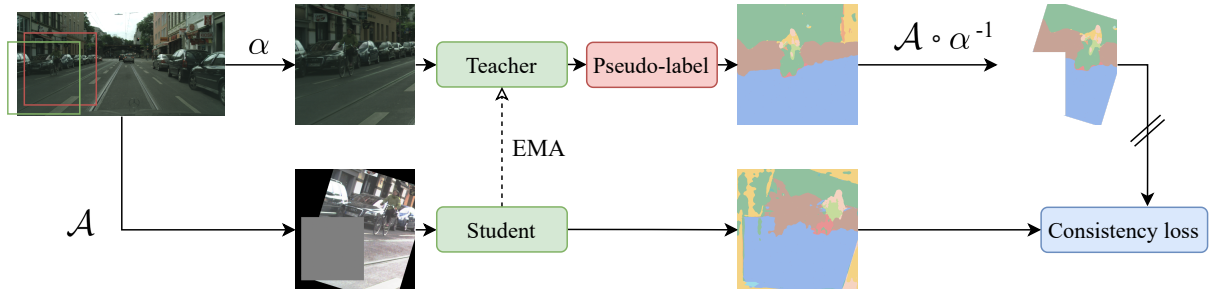 α
Teacher
Pseudo-label
𝒜 ∘ α⁻¹
EMA
𝒜
Student
Consistency loss